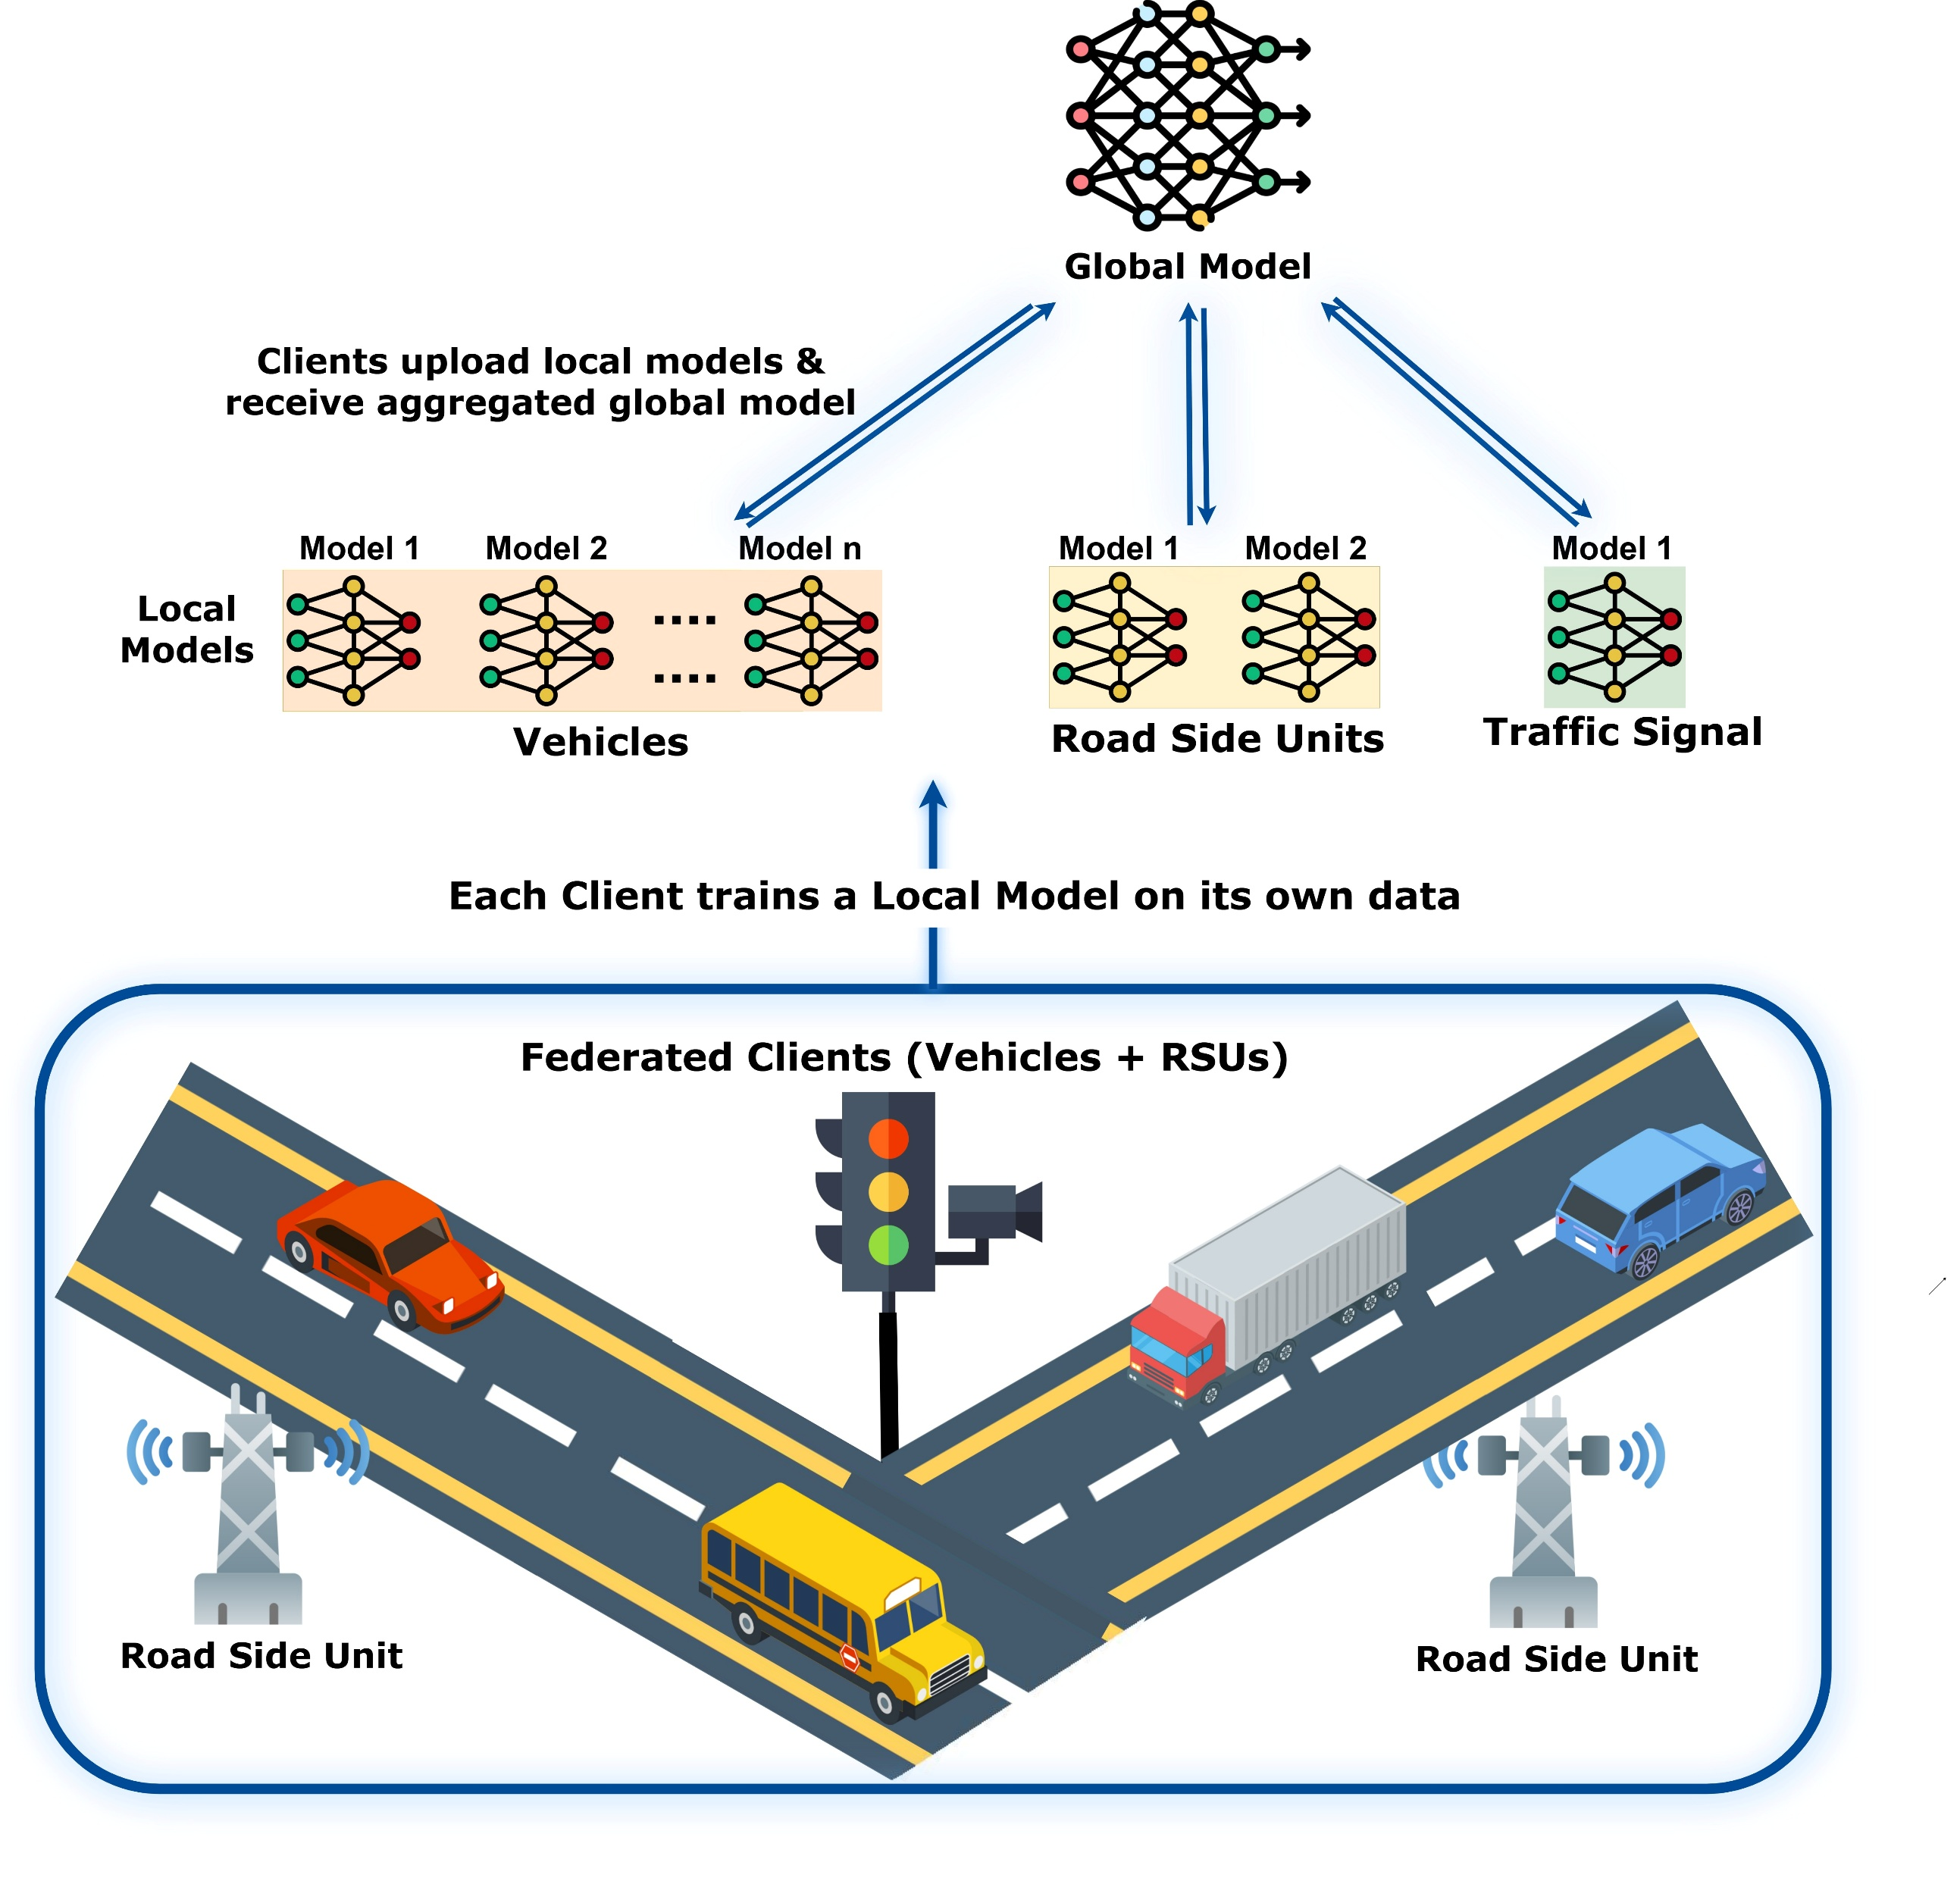 Global Model
Clients upload local models &
receive aggregated global model
Model 1
Model 2
Model n
Model 1
Model 2
Model 1
Local
Models
....
....
Vehicles
Road Side Units
Traffic Signal
Each Client trains a Local Model on its own data
Federated Clients (Vehicles + RSUs)
Road Side Unit
Road Side Unit